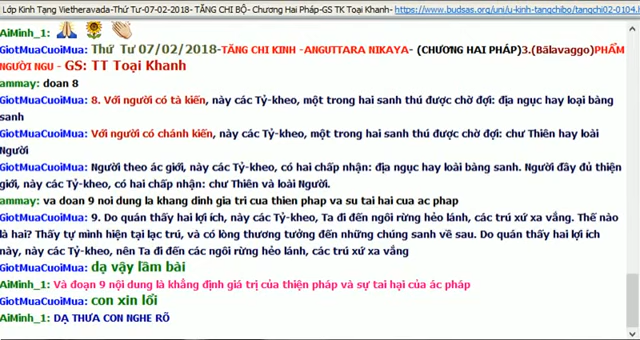 Lớp Kinh Tạng Vietheravada-Thứ Tư-07-02-2018- TĂNG CHI BỘ- Chương Hai Pháp-GS TK Toại Khanh- https://www.budsas.org/uni/u-kinh-tangchibo/tangchi02-0104.h
AiMinh_1:
GiotMuaCuoiMua: Thứ Tư 07/02/2018-TĂNG CHI KINH -ANGUTTARA NIKAYA- (CHƯƠNG HAI PHÁP)3.(Bālavaggo)PHẨM
NGƯỜI NGU - GS: TT Toại Khanh
ammay: doan 8
GiotMuaCuoiMua: 8. Với người có tà kiến, này các Tỷ-kheo, một trong hai sanh thú được chờ đợi: địa ngục hay loại bàng
sanh
GiotMuaCuoiMua: Với người có chánh kiến, này các Tỷ-kheo, một trong hai sanh thú được chờ đợi: chư Thiên hay loài
Người
GiotMuaCuoiMua: Người theo ác giới, này các Tỷ-kheo, có hai chấp nhận: địa ngục hay loài bàng sanh. Người đầy đủ thiện
giới, này các Tỷ-kheo, có hai chấp nhận: chư Thiên và loài Người.
ammay: va doan 9 noi dung la khang dinh gia tri cua thien phap va su tai hai cua ac phap
GiotMuaCuoiMua: 9. Do quán thấy hai lợi ích, này các Tỷ-kheo, Ta đi đến ngôi rừng hẻo lánh, các trú xứ xa vắng. Thế nào
là hai? Thấy tự mình hiện tại lạc trú, và có lòng thương tưởng đến những chúng sanh về sau. Do quán thấy hai lợi ích
này, này các Tỷ-kheo, nên Ta đi đến các ngôi rừng hẻo lánh, các trú xứ xa vắng
GiotMuaCuoiMua: dạ vậy lầm bài
AiMinh_1: Và đoạn 9 nội dung là khẳng định giá trị của thiện pháp và sự tai hại của ác pháp
GiotMuaCuoiMua: con xin lỗi
AiMinh_1: DẠ THƯA CON NGHE RÕ